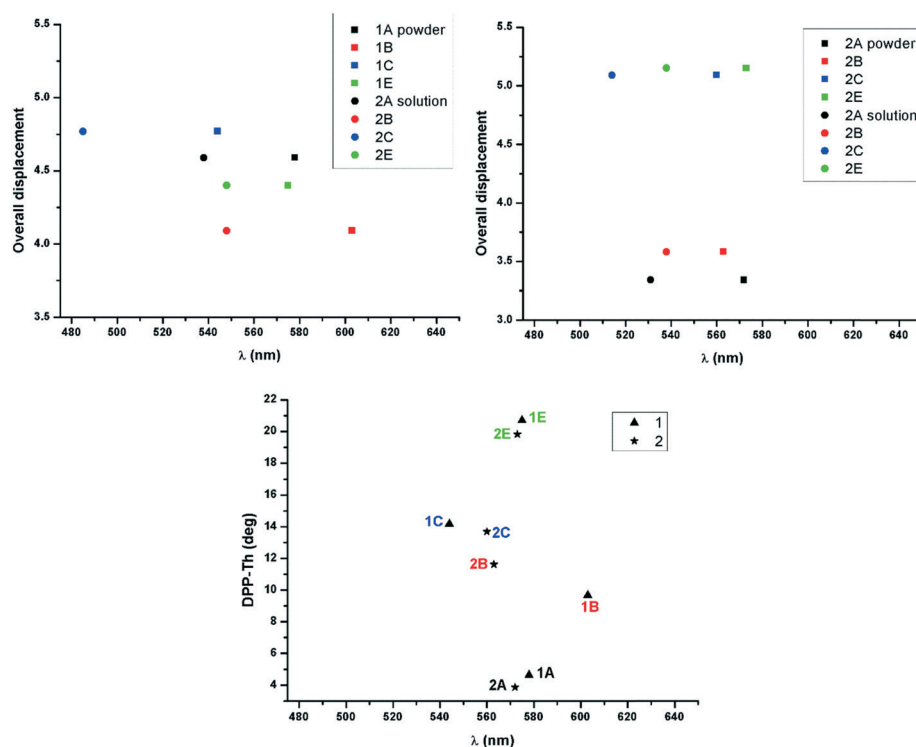 5.5
5.0
4.5
4.0
3.5
Overall displacement
480 500 520 540 560 580 600 620 640
λ (nm)
1A powder
1B
1C
1E
2A solution
2B
2C
2E
5.5
5.0
4.5
4.0
3.5
3.0
Overall displacement
480 500 520 540 560 580 600 620 640
λ (nm)
2A powder
2B
2C
2E
2A solution
2B
2C
2E
22
20
18
16
14
12
10
8
6
4
DPP-Th (deg)
1E
2E
1C
2C
2B
1B
1A
2A
1
2
480 500 520 540 560 580 600 620 640
λ (nm)